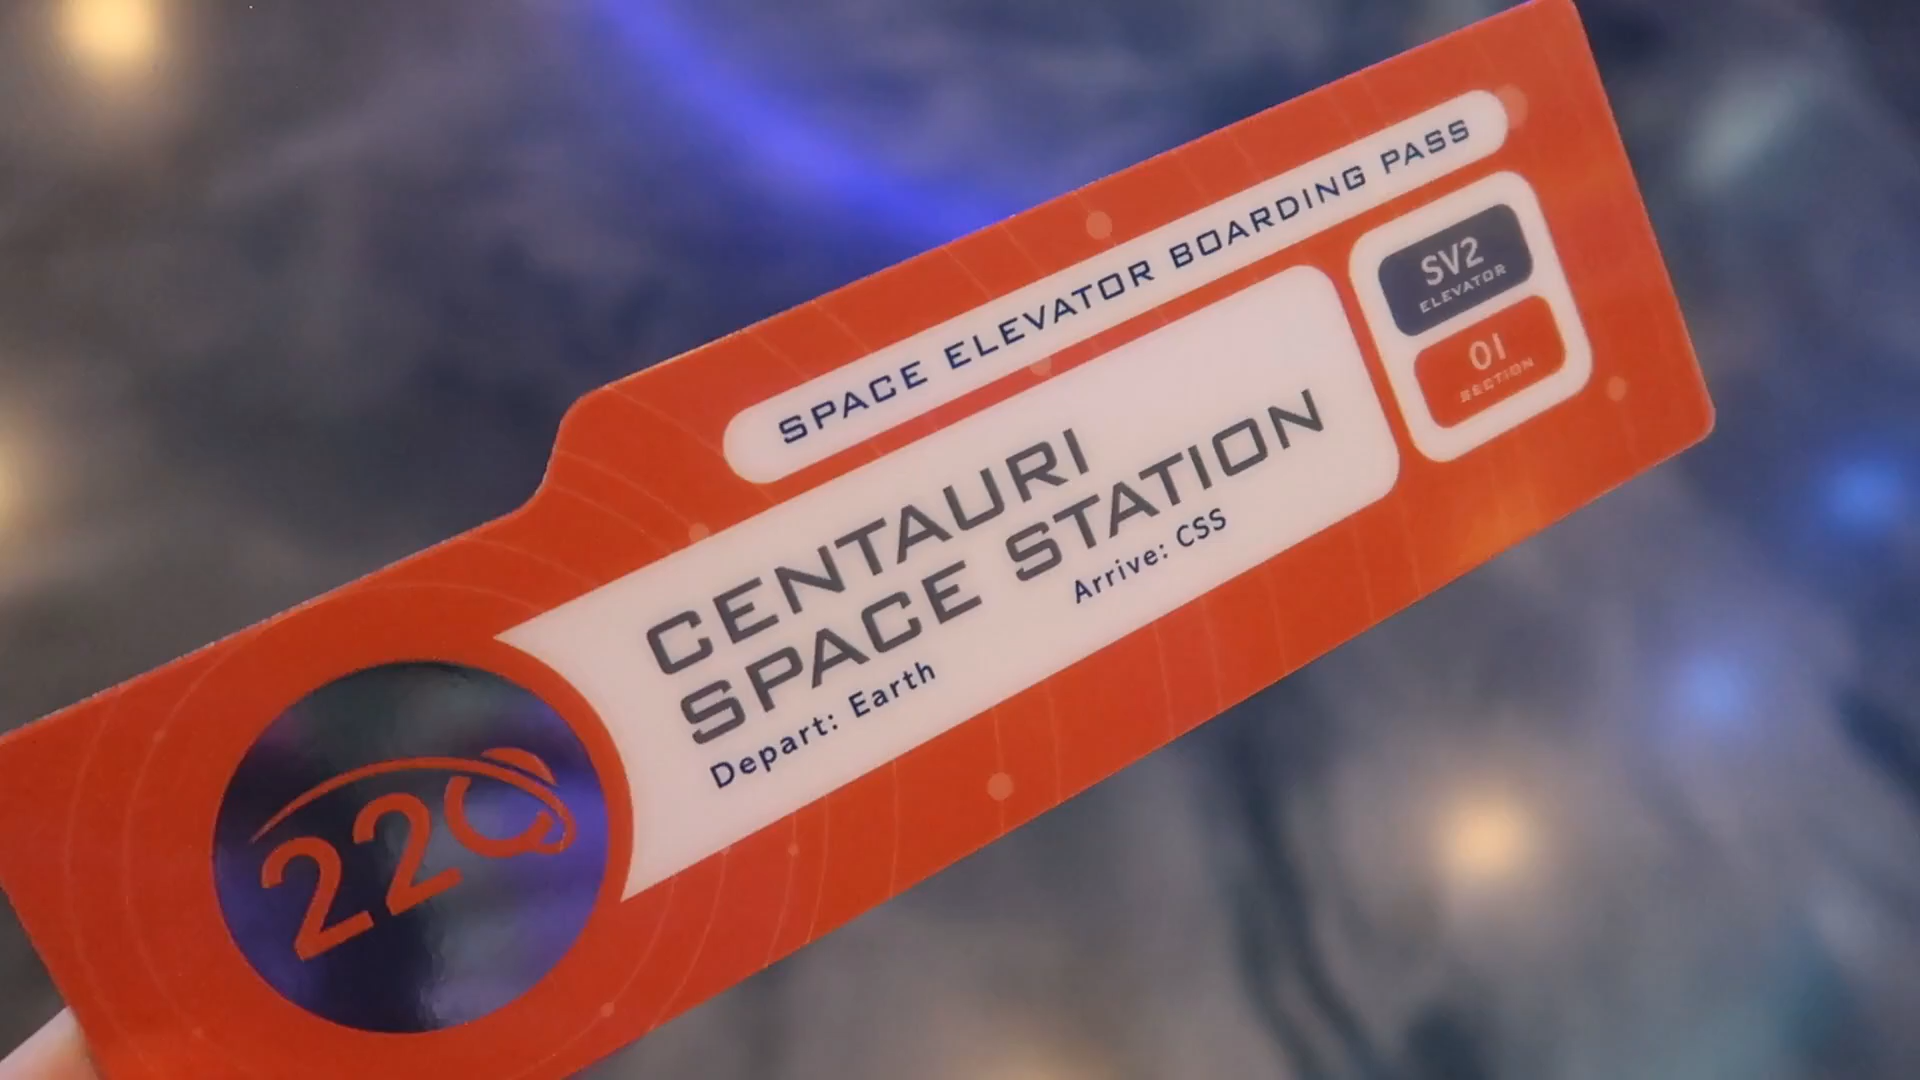 SPACE ELEVATOR BOARDING PASS
SV2
ELEVATOR
01
SECTION
CENTAURI
SPACE STATION
Depart: Earth
Arrive: CSS
220